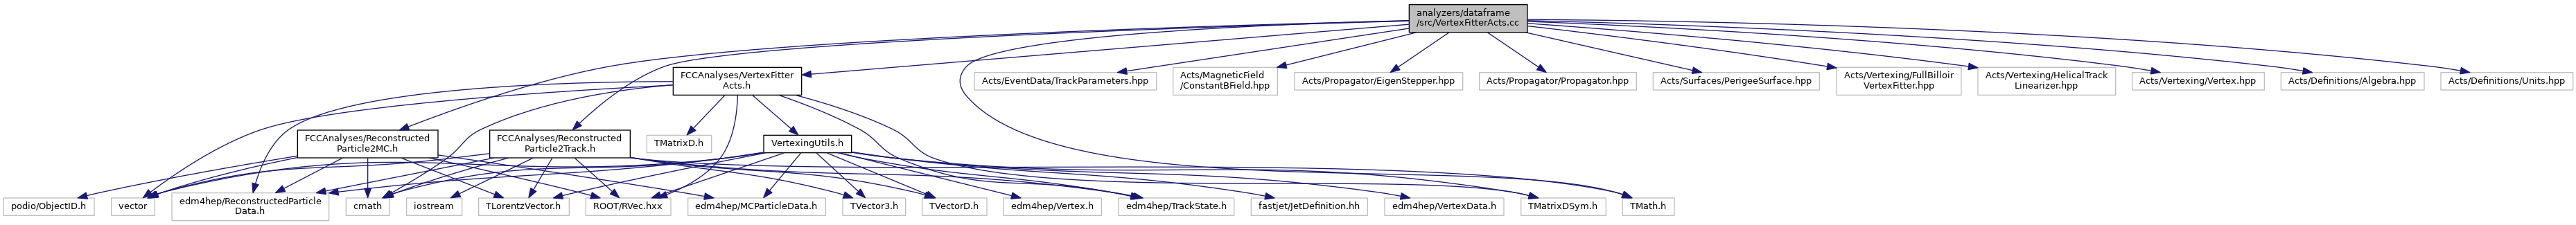 analyzers/dataframe
/src/VertexFitterActs.cc
FCCAnalyses/VertexFitter
Acts.h
Acts/EventData/TrackParameters.hpp
Acts/MagneticField
/ConstantBField.hpp
Acts/Propagator/EigenStepper.hpp
Acts/Propagator/Propagator.hpp
Acts/Surfaces/PerigeeSurface.hpp
Acts/Vertexing/FullBilloir
VertexFitter.hpp
Acts/Vertexing/HelicalTrack
Linearizer.hpp
Acts/Vertexing/Vertex.hpp
Acts/Definitions/Algebra.hpp
Acts/Definitions/Units.hpp
FCCAnalyses/Reconstructed
Particle2MC.h
FCCAnalyses/Reconstructed
Particle2Track.h
TMatrixD.h
VertexingUtils.h
podio/ObjectID.h
vector
edm4hep/ReconstructedParticle
Data.h
cmath
iostream
TLorentzVector.h
ROOT/RVec.hxx
edm4hep/MCParticleData.h
TVector3.h
TVectorD.h
edm4hep/Vertex.h
edm4hep/TrackState.h
fastjet/JetDefinition.hh
edm4hep/VertexData.h
TMatrixDSym.h
TMath.h